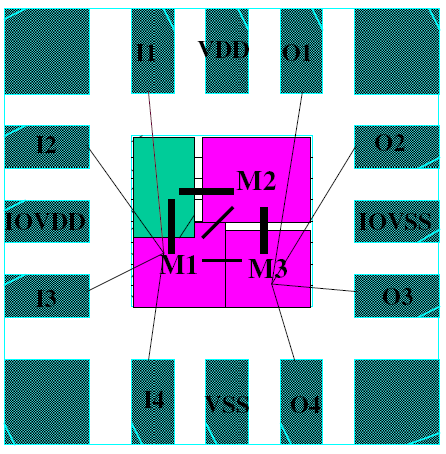 I1 VDD O1
I2 O2
M2
IOVDD IOVSS
M1 M3
I3 O3
I4 VSS O4